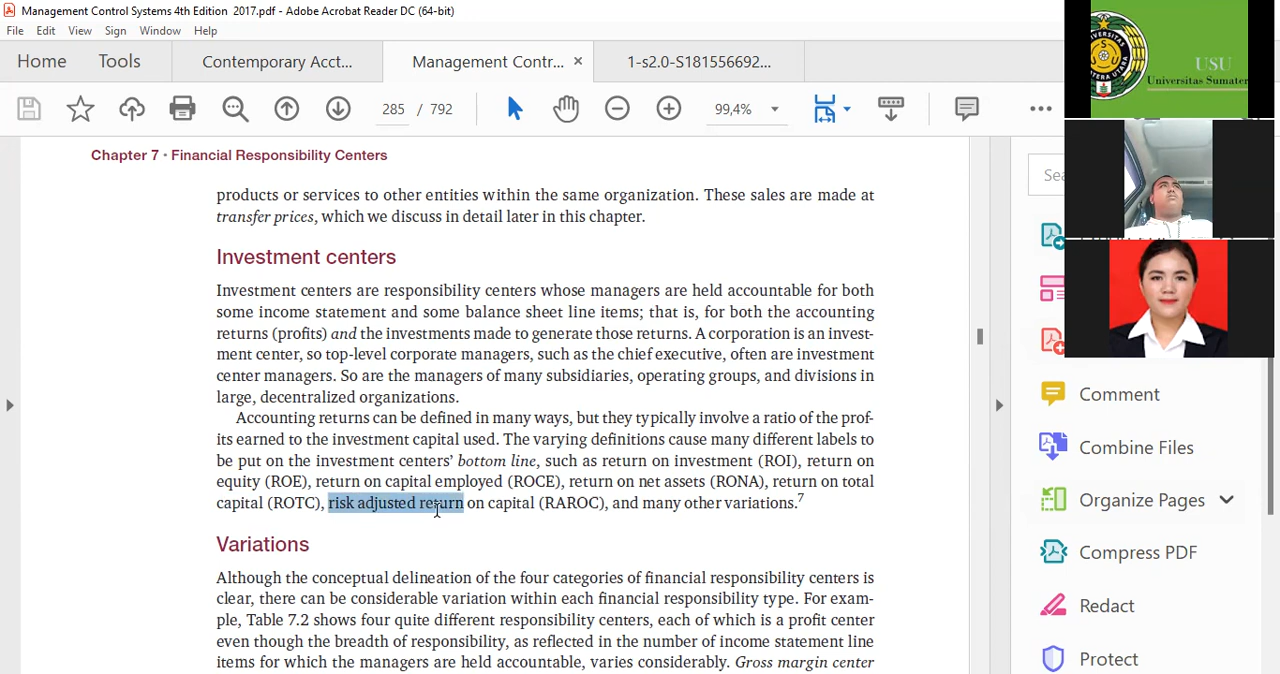 Management Control Systems 4th Edition  2017.pdf - Adobe Acrobat Reader DC (64-bit)
File Edit View Sign Window Help
Home Tools Contemporary Acct... Management Contr... × 1-s2.0-S181556692...
285 / 792 99,4%
USU
Universitas Sumater
Chapter 7 • Financial Responsibility Centers
products or services to other entities within the same organization. These sales are made at
transfer prices, which we discuss in detail later in this chapter.
Investment centers
Investment centers are responsibility centers whose managers are held accountable for both
some income statement and some balance sheet line items; that is, for both the accounting
returns (profits) and the investments made to generate those returns. A corporation is an invest-
ment center, so top-level corporate managers, such as the chief executive, often are investment
center managers. So are the managers of many subsidiaries, operating groups, and divisions in
large, decentralized organizations.
Accounting returns can be defined in many ways, but they typically involve a ratio of the prof-
its earned to the investment capital used. The varying definitions cause many different labels to
be put on the investment centers' bottom line, such as return on investment (ROI), return on
equity (ROE), return on capital employed (ROCE), return on net assets (RONA), return on total
capital (ROTC), risk adjusted return on capital (RAROC), and many other variations.7
Variations
Although the conceptual delineation of the four categories of financial responsibility centers is
clear, there can be considerable variation within each financial responsibility type. For exam-
ple, Table 7.2 shows four quite different responsibility centers, each of which is a profit center
even though the breadth of responsibility, as reflected in the number of income statement line
items for which the managers are held accountable, varies considerably. Gross margin center
Sea
Comment
Combine Files
Organize Pages
Compress PDF
Redact
Protect